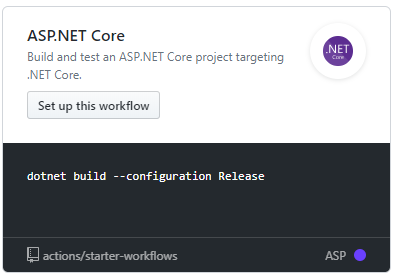 ASP.NET Core
Build and test an ASP.NET Core project targeting
.NET Core.
.NET
Core
Set up this workflow
dotnet build --configuration Release
actions/starter-workflows
ASP